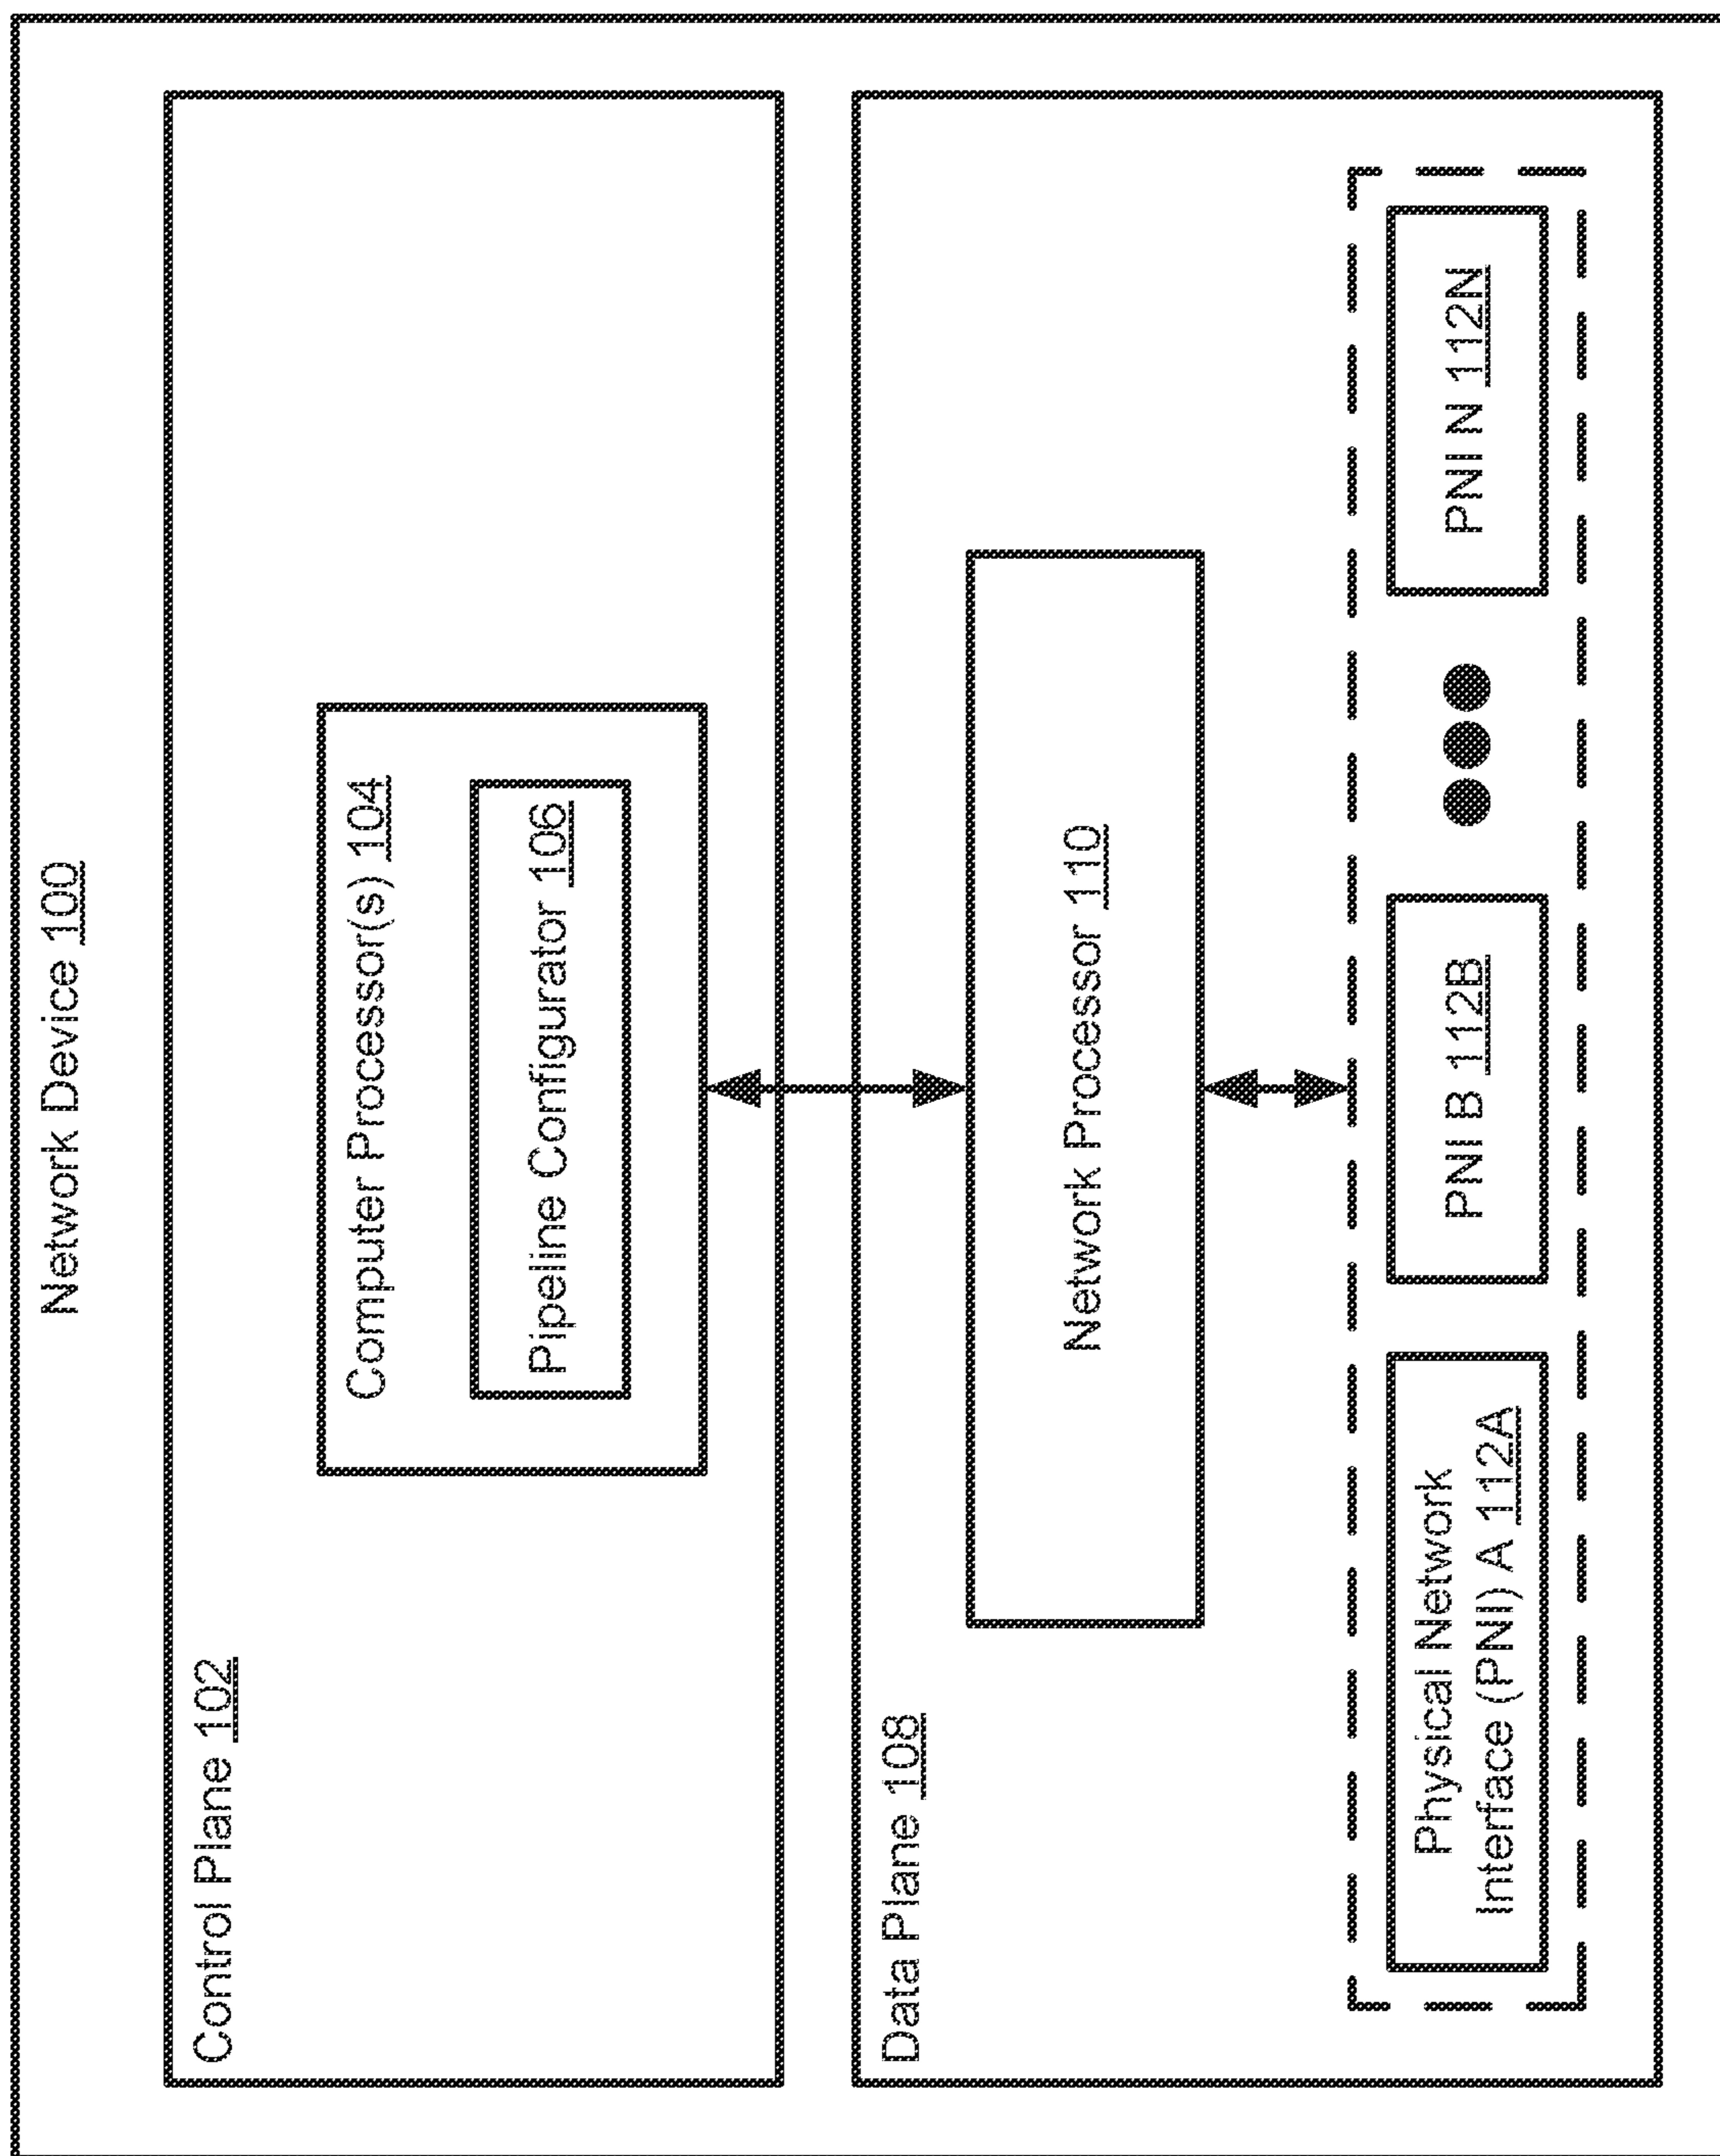 Network Device 100
Control Plane 102
Computer Processor(s) 104
Pipeline Configurator 106
Data Plane 108
Network Processor 110
Physical Network
Interface (PNI) A 112A
PNI B 112B
PNI N 112N